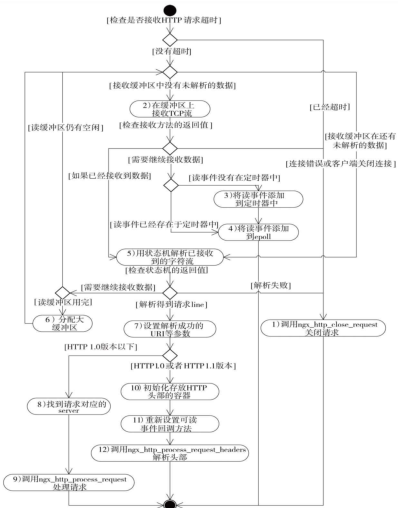 [检查是否接收HTTP 请求超时]
[没有超时]
[接收缓冲区中没有未解析的数据]
2)在缓冲区上
接收TCP流
[已经超时]
[读缓冲区仍有空闲]
[检查接收方法的返回值]
[接收缓区在还有
未解析的数据]
[需要继续接收数据]
[连接错误或客户端关闭连接]
[如果已经接收到数据]
[读事件没有在定时器中]
3)将读事件添加
到定时器中
[读事件已经存在于定时器中]
4)将读事件添加
到epoll
5)用状态机解析已接收
到的字符流
[检查状态机的返回值]
[需要继续接收数据]
[解析失败]
[读缓冲区用完]
[解析得到请求line]
6) 分配大
缓冲区
7)设置解析成功的
URI等参数
1)调用ngx_http_close_request
关闭请求
[HTTP 1.0版本以下]
[HTTP1.0 或者HTTP1.1版本]
8)找到请求对应的
server
10) 初始化存放HTTP
头部的容器
11) 重新设置可读
事件回调方法
12)调用ngx_http_process_request_headers
解析头部
9)调用ngx_http_process_request
处理请求